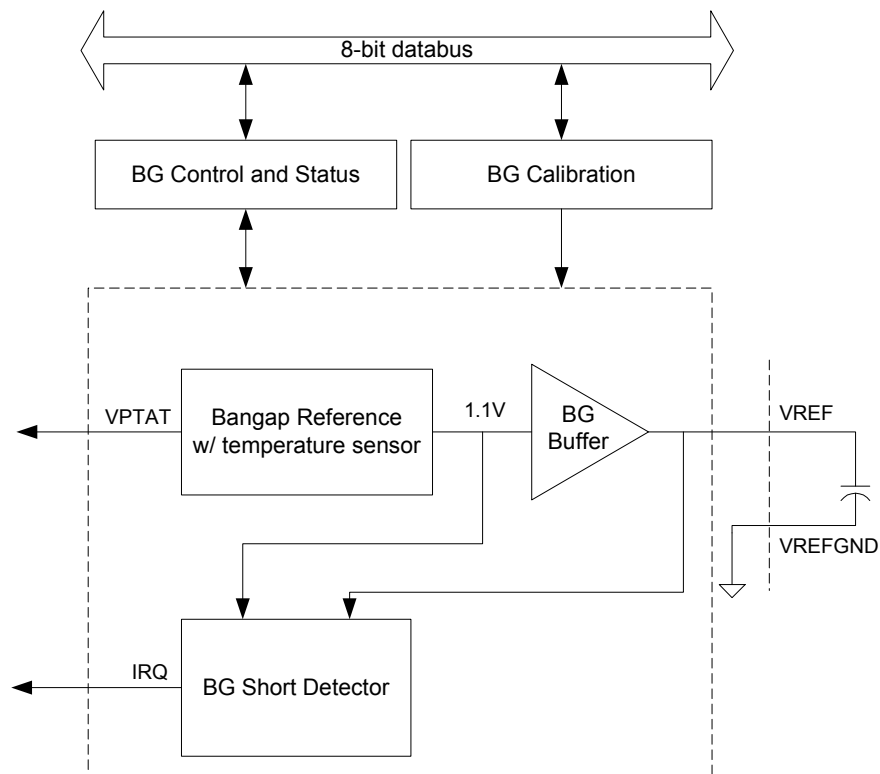 8-bit databus
BG Control and Status
BG Calibration
VPTAT
Bangap Reference
w/ temperature sensor
1.1V
BG
Buffer
VREF
VREFGND
IRQ
BG Short Detector